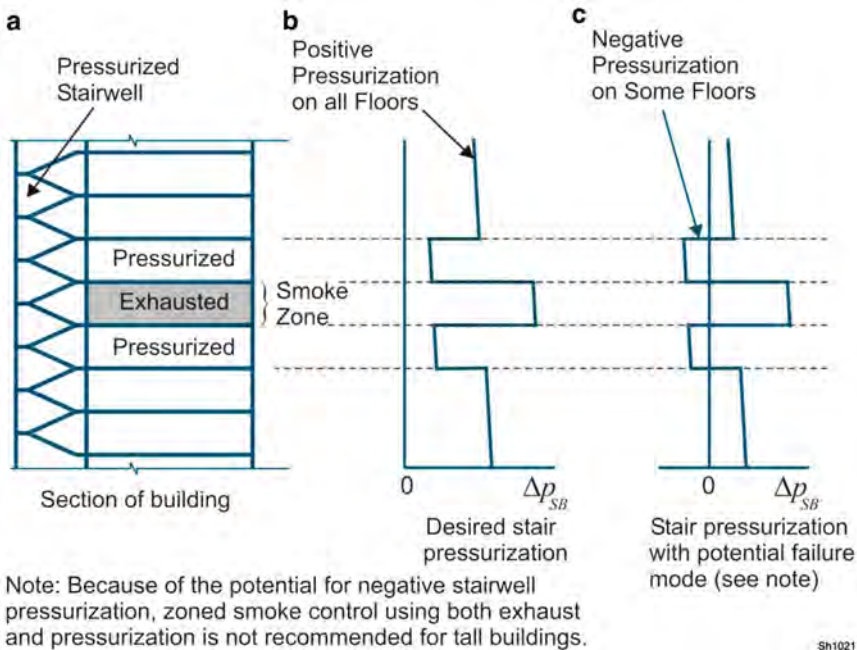 a
Pressurized
Stairwell
Pressurized
Exhausted
Pressurized
Smoke
Zone
Section of building
b
Positive
Pressurization
on all Floors
0
Δp_SB
Desired stair
pressurization
c
Negative
Pressurization
on Some Floors
0
Δp_SB
Stair pressurization
with potential failure
mode (see note)
Note: Because of the potential for negative stairwell
pressurization, zoned smoke control using both exhaust
and pressurization is not recommended for tall buildings.
Sh1021